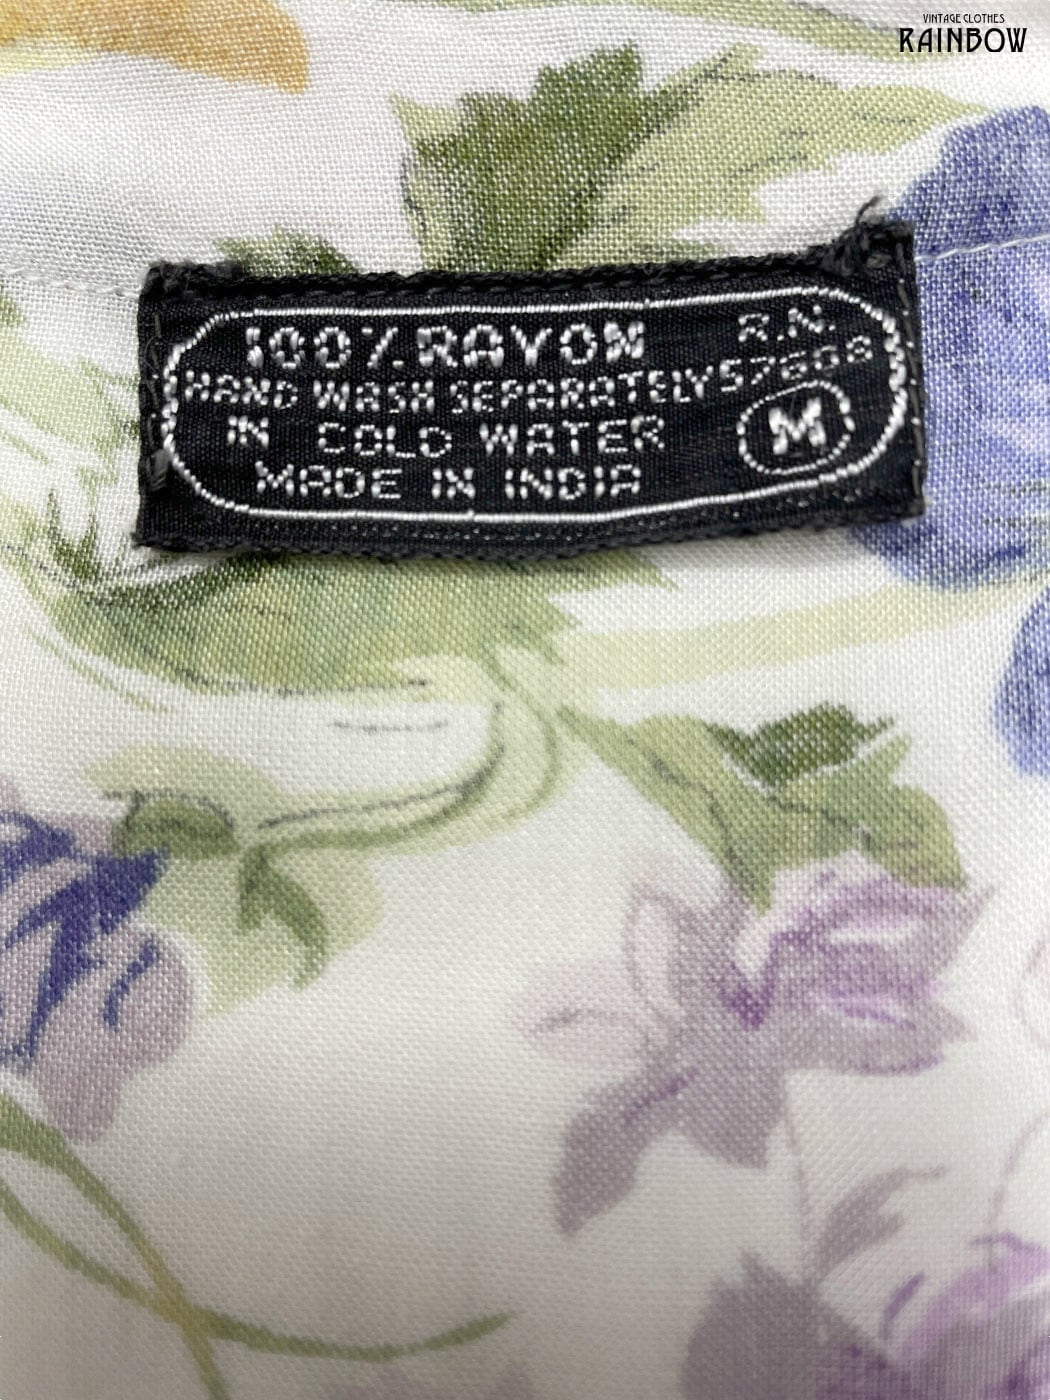 VINTAGE CLOTHES
RAINBOW
100% RAYON
R.N.
57608
HAND WASH SEPARATELY
IN COLD WATER
MADE IN INDIA
M